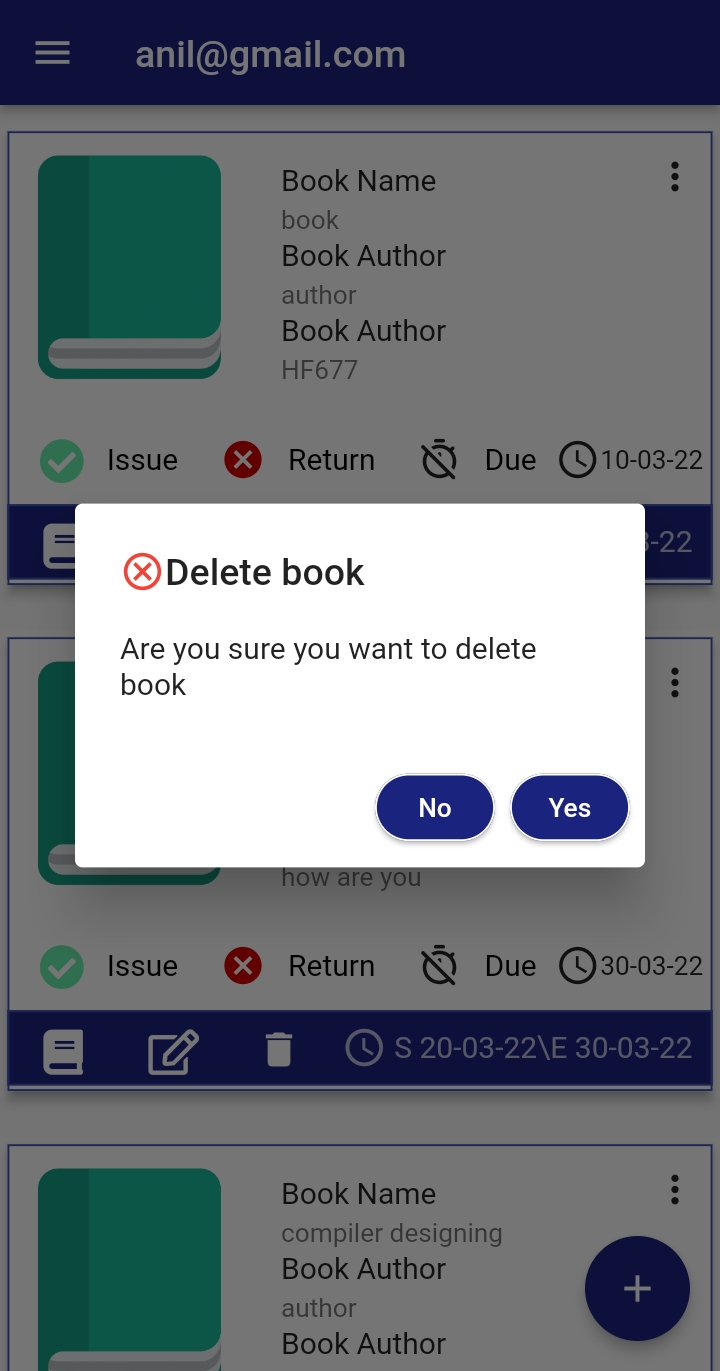 anil@gmail.com
Book Name
book
Book Author
author
Book Author
HF677
Issue Return Due 10-03-22
3-22
Delete book
Are you sure you want to delete
book
No Yes
how are you
Issue Return Due 30-03-22
S 20-03-22\E 30-03-22
Book Name
compiler designing
Book Author
author
Book Author